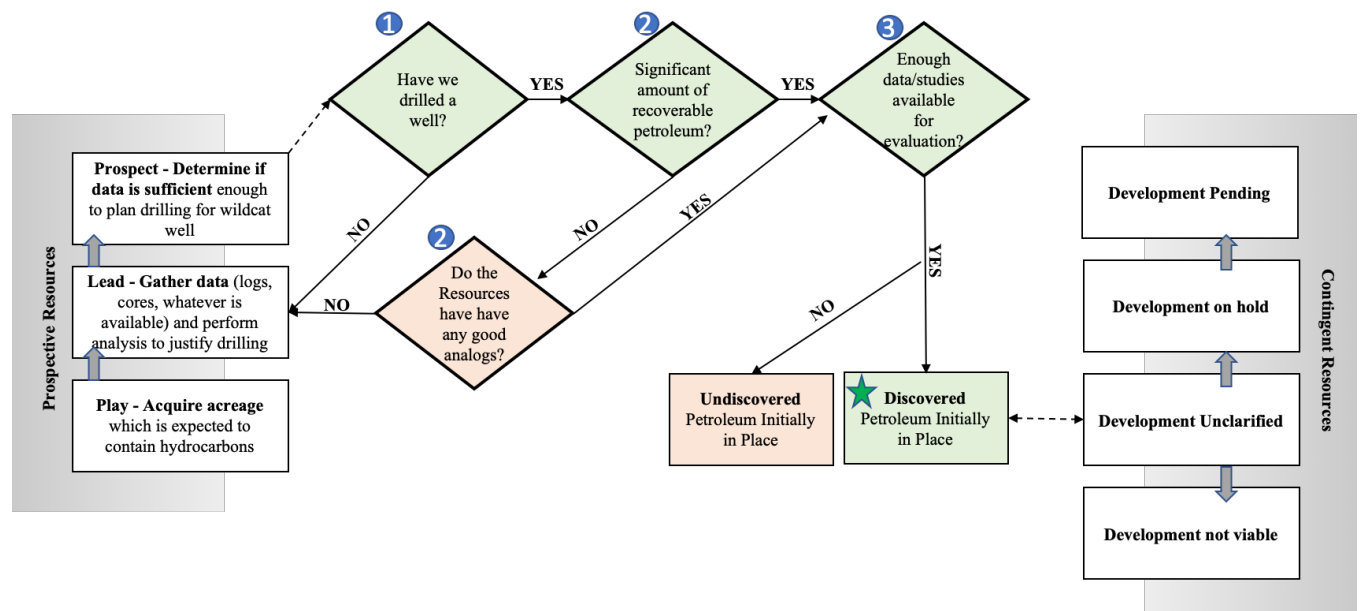 1
Have we
drilled a
well?
YES
2
Significant
amount of
recoverable
petroleum?
YES
3
Enough
data/studies
available
for
evaluation?
Prospective Resources
Prospect - Determine if
data is sufficient enough
to plan drilling for wildcat
well
Lead - Gather data (logs,
cores, whatever is
available) and perform
analysis to justify drilling
Play - Acquire acreage
which is expected to
contain hydrocarbons
NO
NO
2
Do the
Resources
have have
any good
analogs?
NO
YES
YES
NO
Undiscovered
Petroleum Initially
in Place
Discovered
Petroleum Initially
in Place
Development Pending
Development on hold
Development Unclarified
Development not viable
Contingent Resources